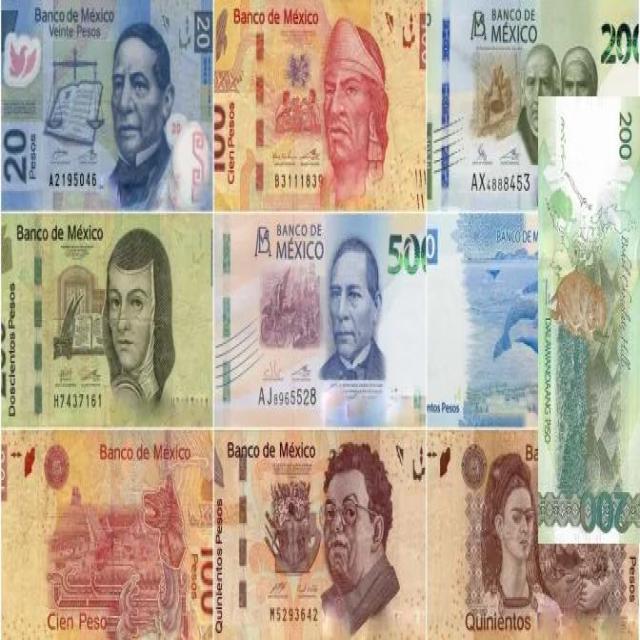 Banco de México
Veinte Pesos
20
20
Pesos
A2195046
Banco de México
100
Cien Pesos
B3111839
BANCO DE
MÉXICO
200
AX4888453
200
Banco de México
Doscientos Pesos
H7437161
BANCO DE
MÉXICO
500
AJ8965528
BANCO DE M
ntos Pesos
DALAWANDAANG PISO
200
Banco de México
Cien Peso
100
Pesos
Banco de México
Quinientos Pesos
M5293642
Ba
Quinientos
Pesos